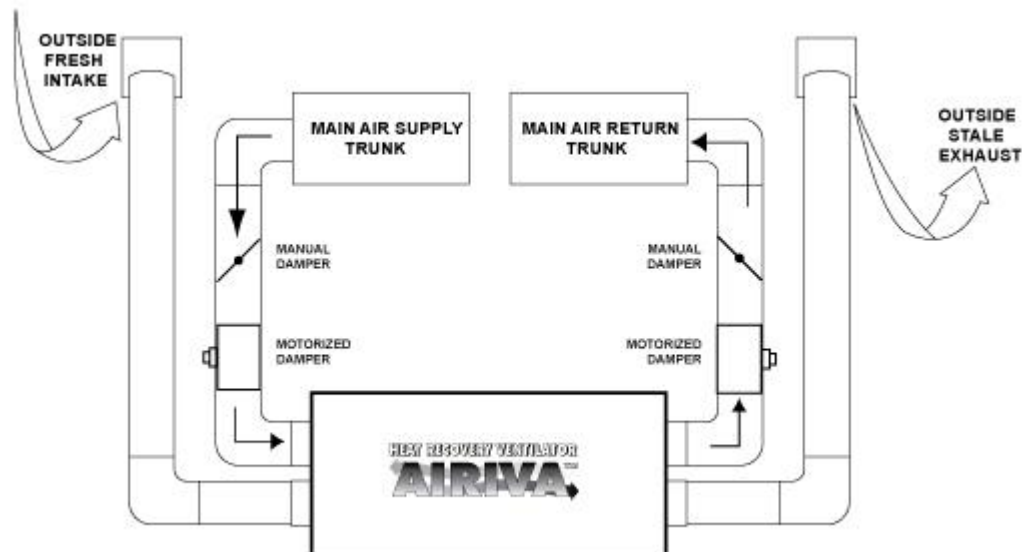 OUTSIDE
FRESH
INTAKE
MAIN AIR SUPPLY
TRUNK
MAIN AIR RETURN
TRUNK
OUTSIDE
STALE
EXHAUST
MANUAL
DAMPER
MANUAL
DAMPER
MOTORIZED
DAMPER
MOTORIZED
DAMPER
HEAT RECOVERY VENTILATOR
AIRIVA™